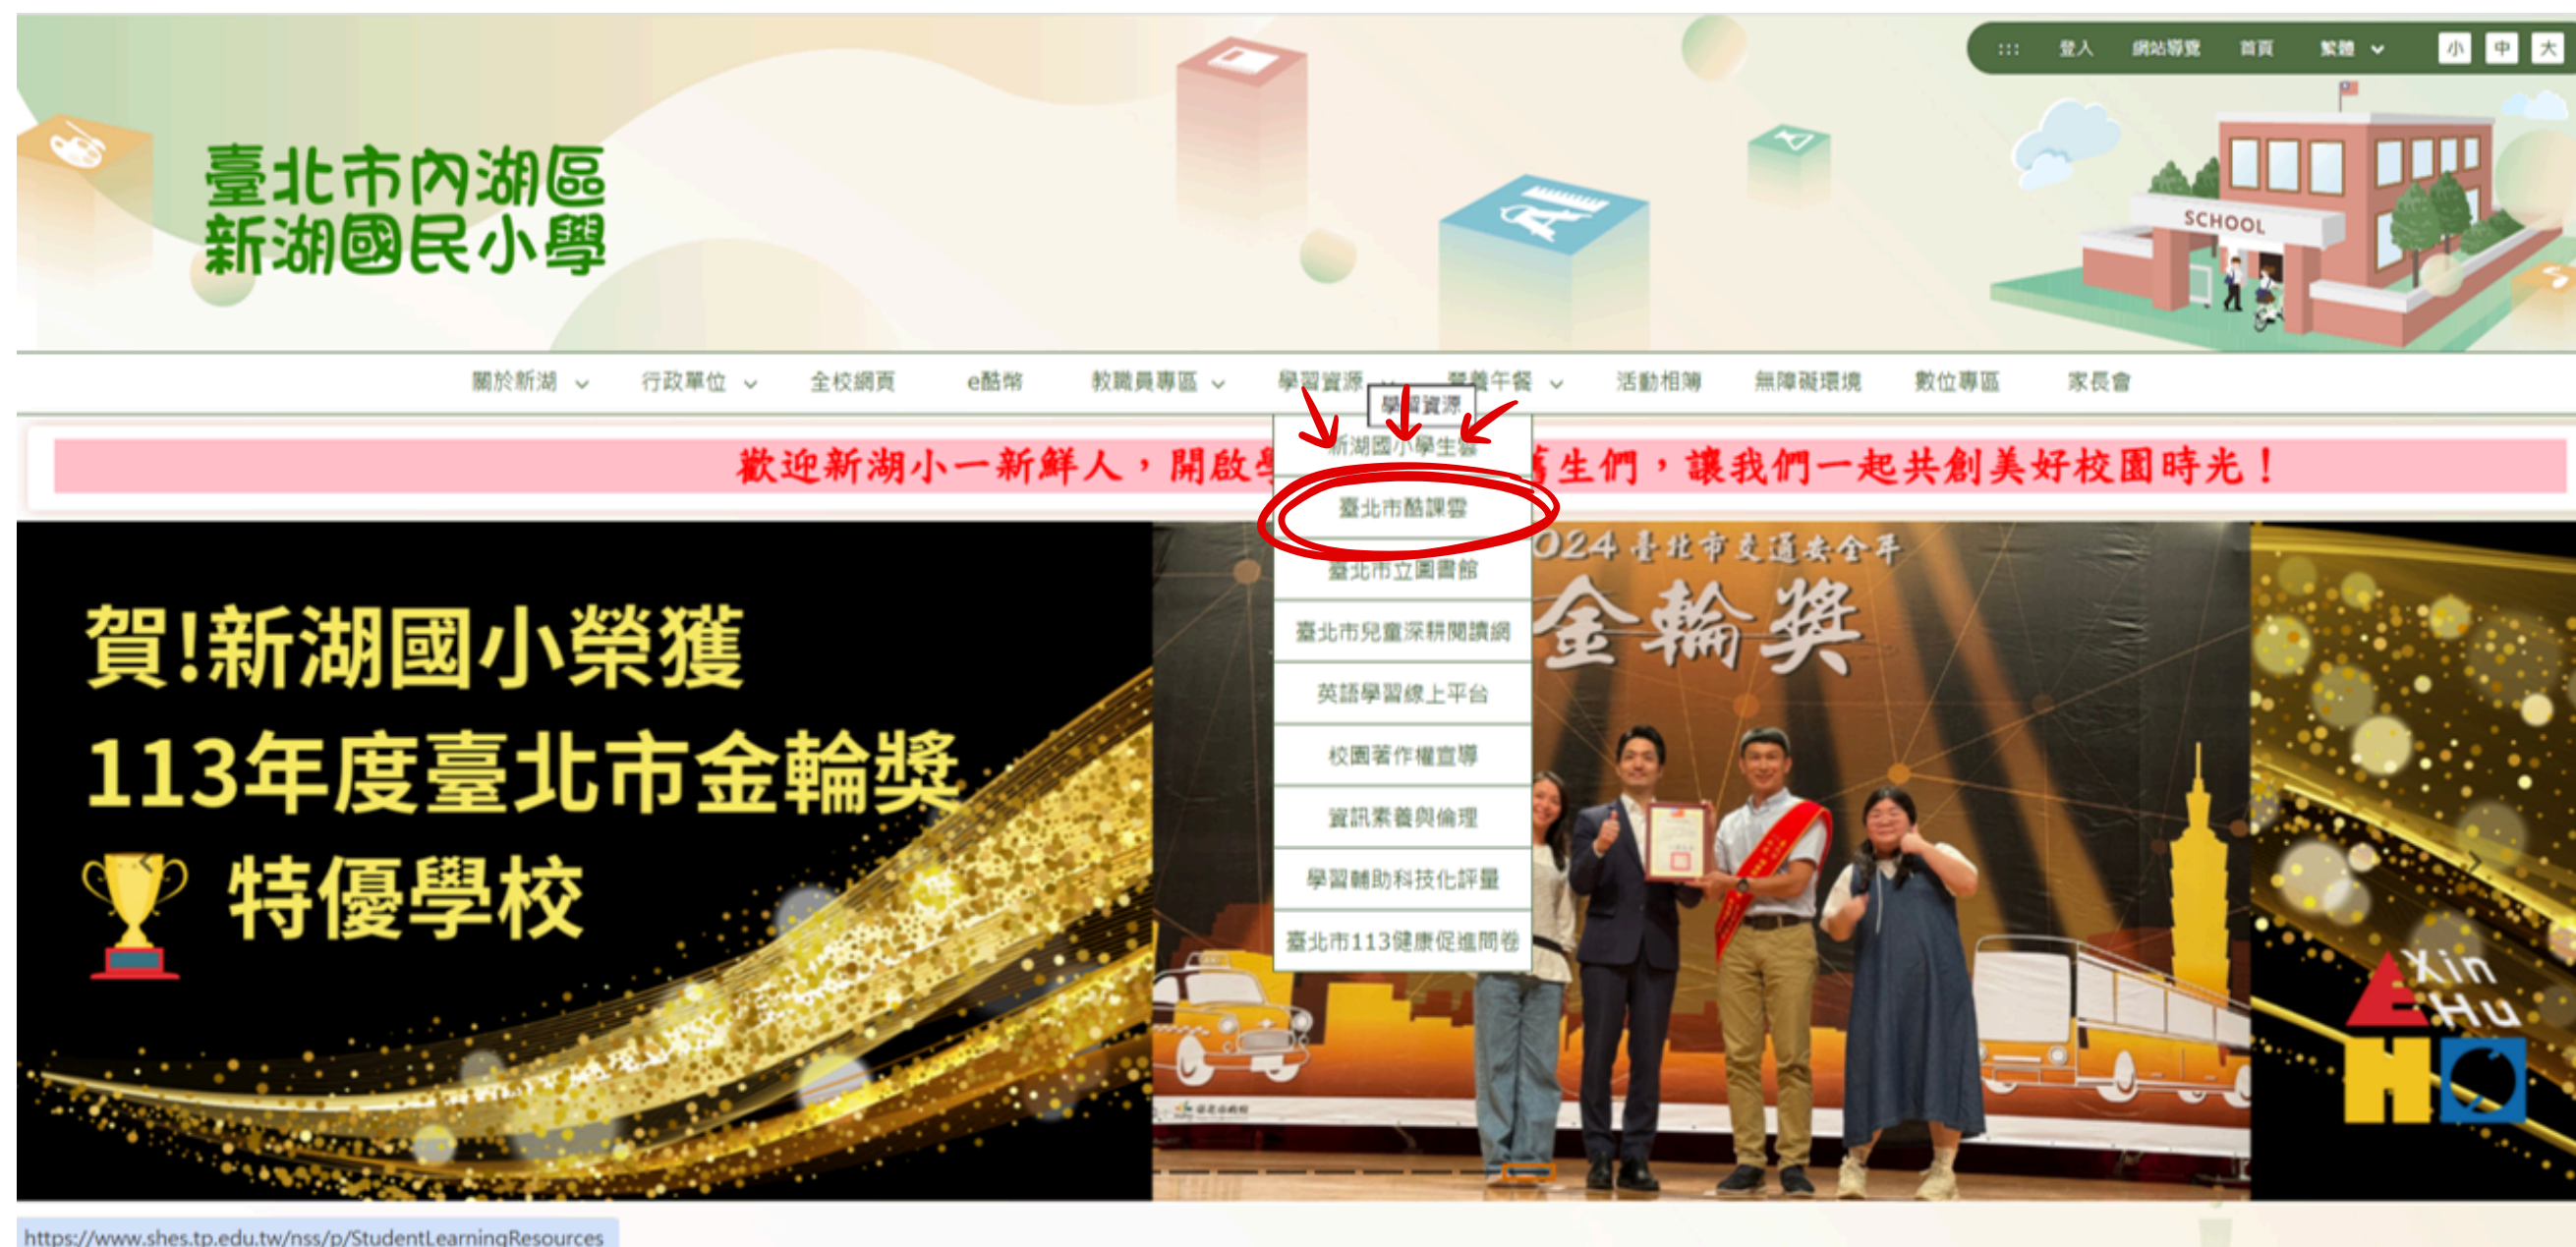 ::: 登入 網站導覽 首頁 繁體 小 中 大
臺北市內湖區
新湖國民小學
SCHOOL
關於新湖 行政單位 全校網頁 e酷幣 教職員專區 學習資源 營養午餐 活動相簿 無障礙環境 數位專區 家長會
學習資源
新湖國小學生雲
歡迎新湖小一新鮮人,開啟 生們,讓我們一起共創美好校園時光!
臺北市酷課雲
臺北市立圖書館
臺北市兒童深耕閱讀網
英語學習線上平台
校園著作權宣導
資訊素養與倫理
學習輔助科技化評量
臺北市113健康促進問卷
賀!新湖國小榮獲
113年度臺北市金輪獎
特優學校
024臺北市交通安全年
金輪獎
Xin
Hu
https://www.shes.tp.edu.tw/nss/p/StudentLearningResources